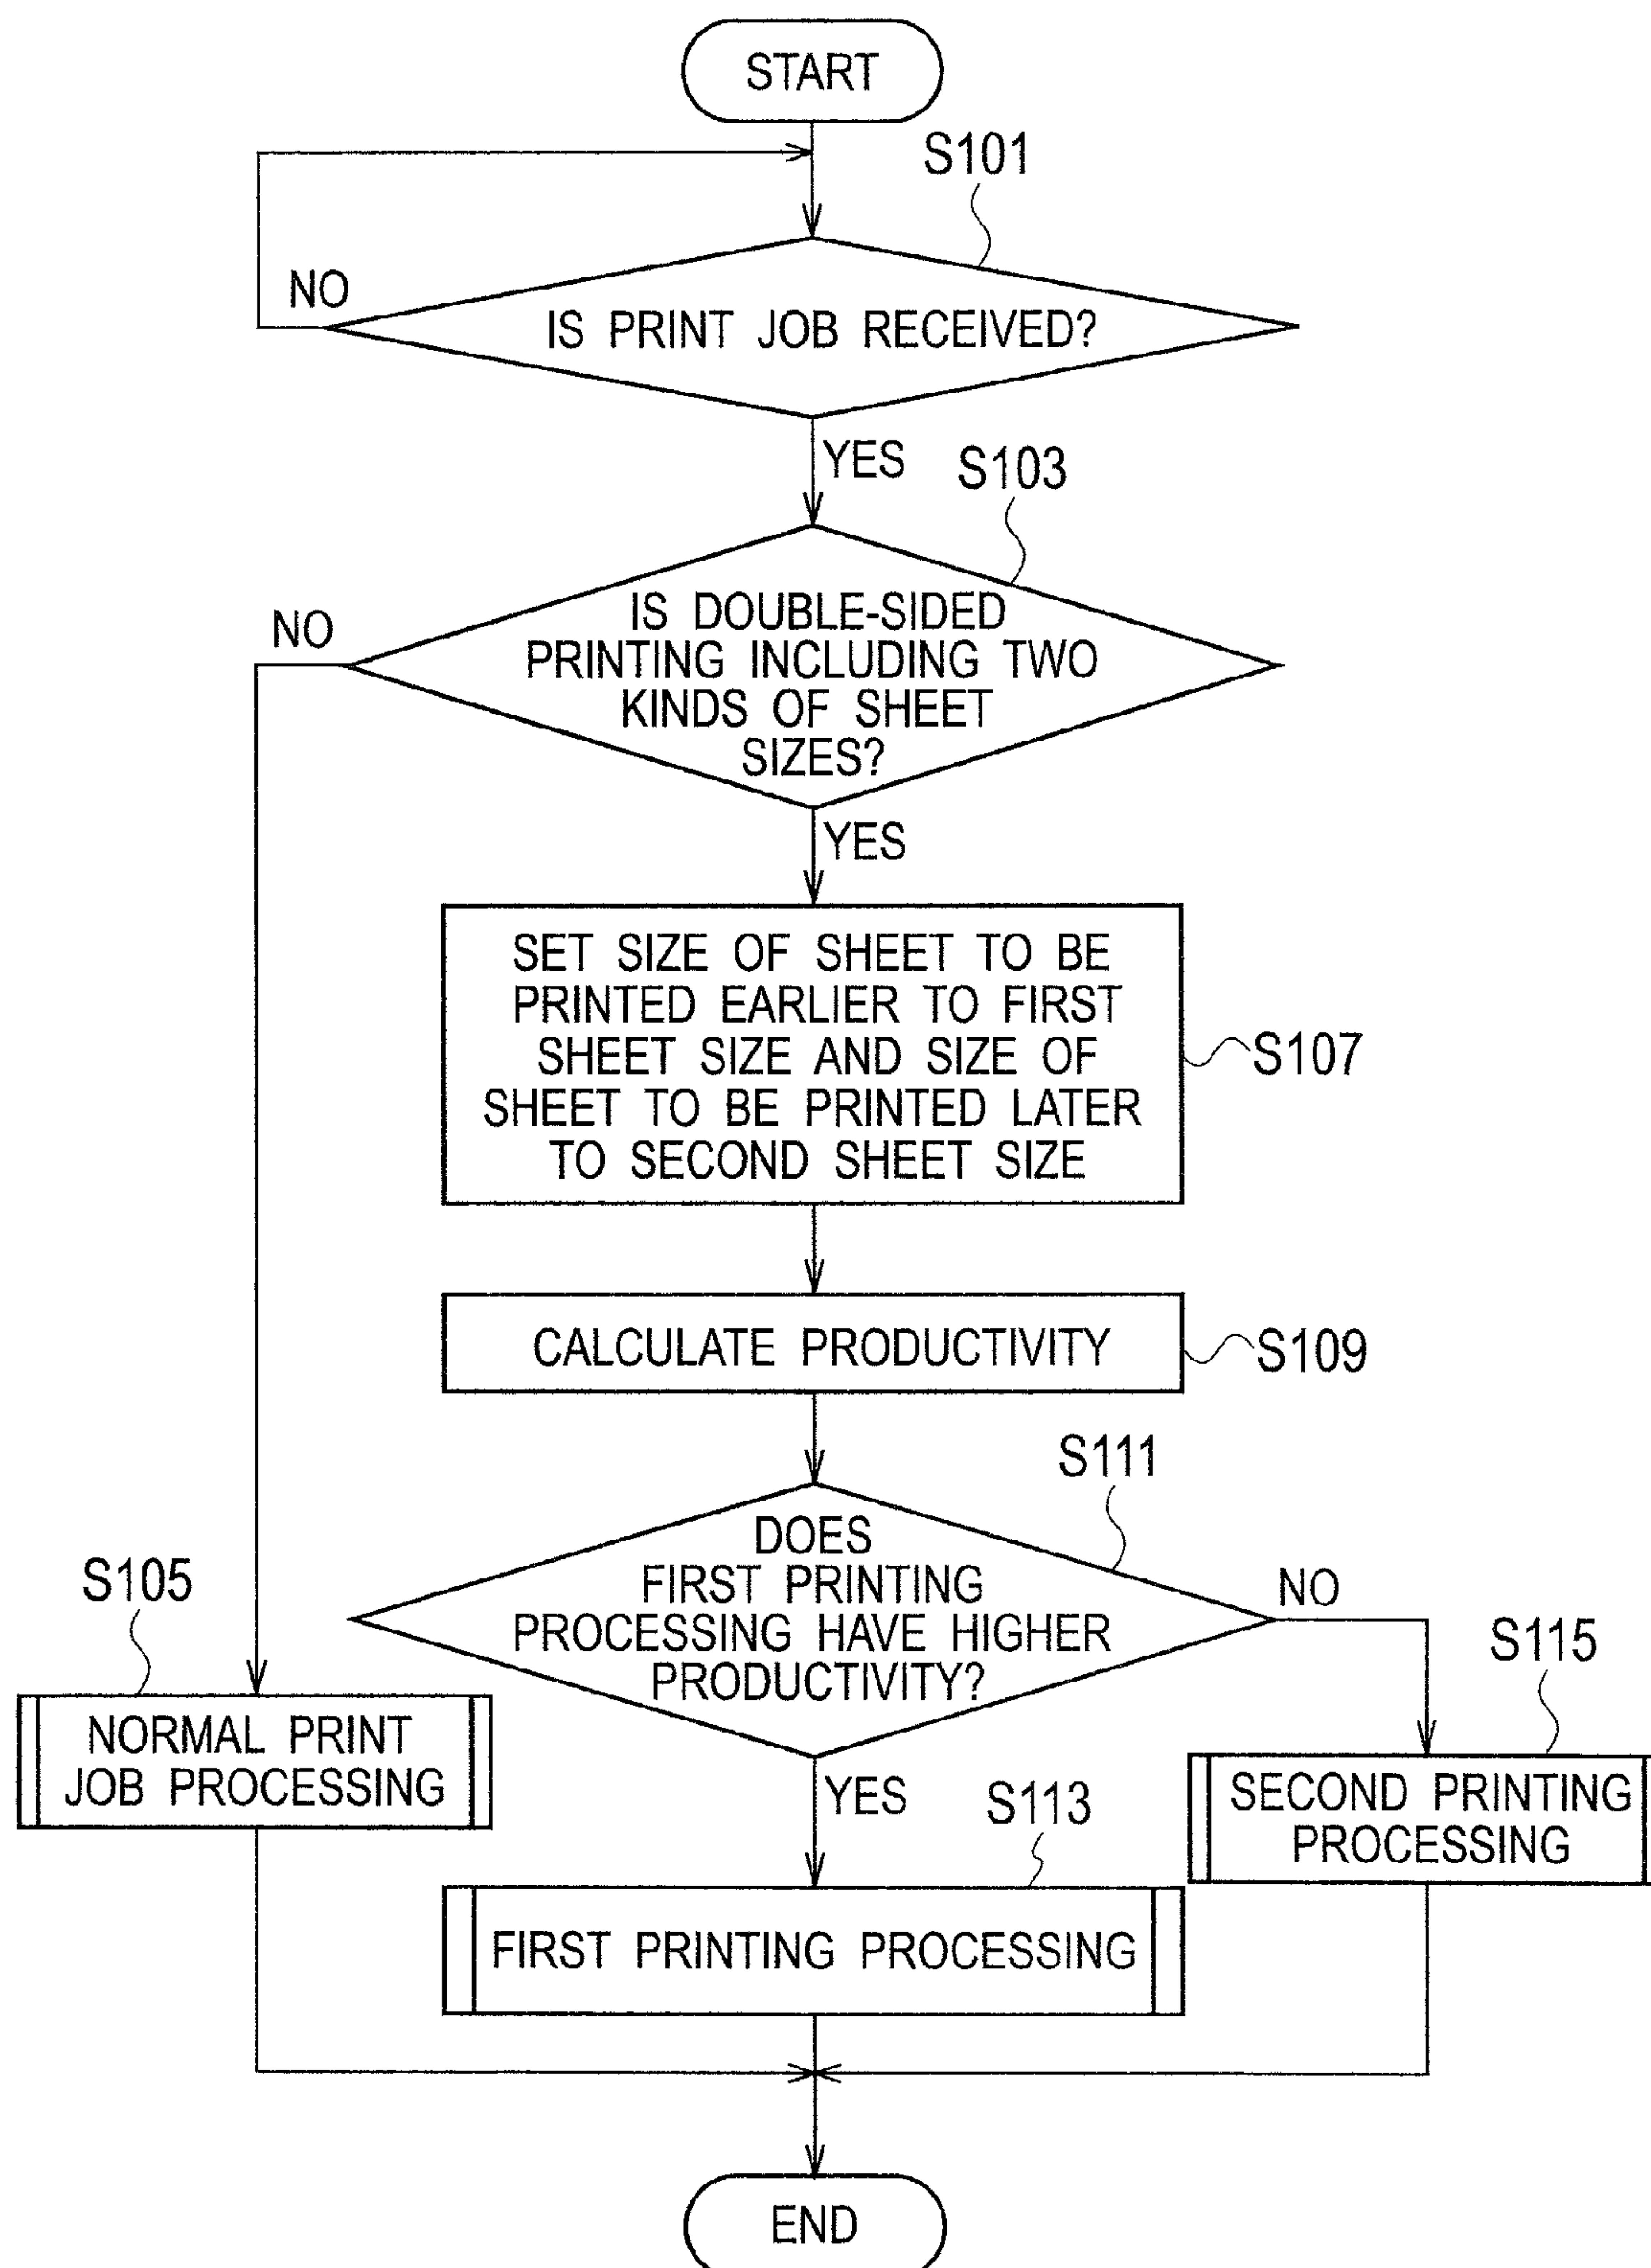 START
S101
NO
IS PRINT JOB RECEIVED?
YES
S103
NO
IS DOUBLE-SIDED
PRINTING INCLUDING TWO
KINDS OF SHEET
SIZES?
YES
SET SIZE OF SHEET TO BE
PRINTED EARLIER TO FIRST
SHEET SIZE AND SIZE OF
SHEET TO BE PRINTED LATER
TO SECOND SHEET SIZE
S107
CALCULATE PRODUCTIVITY
S109
S111
DOES
FIRST PRINTING
PROCESSING HAVE HIGHER
PRODUCTIVITY?
NO
S105
S115
NORMAL PRINT
JOB PROCESSING
YES
S113
SECOND PRINTING
PROCESSING
FIRST PRINTING PROCESSING
END